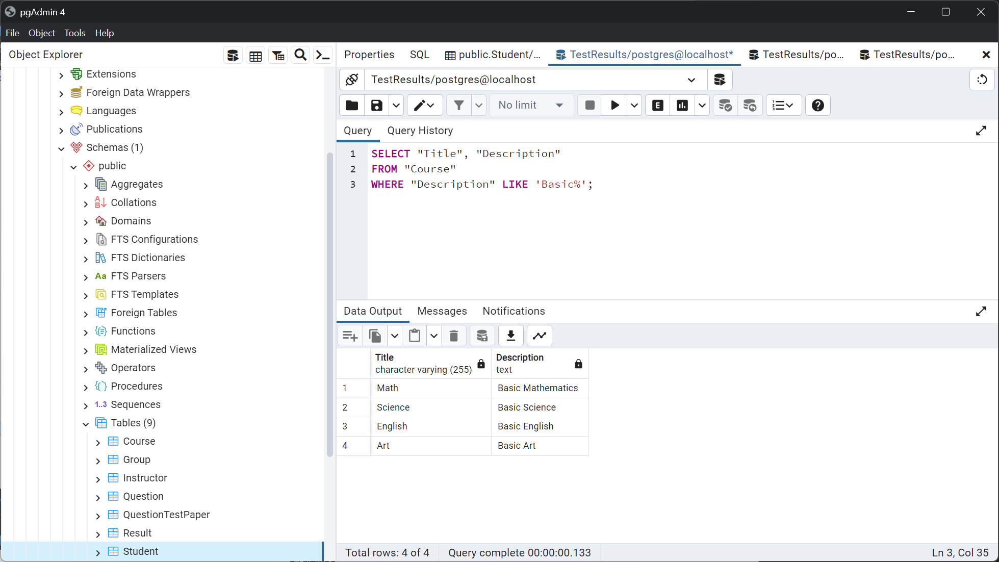 pgAdmin 4
File Object Tools Help
Object Explorer
Extensions
Foreign Data Wrappers
Languages
Publications
Schemas (1)
public
Aggregates
Collations
Domains
FTS Configurations
FTS Dictionaries
Aa FTS Parsers
FTS Templates
Foreign Tables
Functions
Materialized Views
Operators
Procedures
1..3 Sequences
Tables (9)
Course
Group
Instructor
Question
QuestionTestPaper
Result
Student
Properties SQL public.Student/... TestResults/postgres@localhost* TestResults/po... TestResults/po...
TestResults/postgres@localhost
No limit E
Query Query History
1 SELECT "Title", "Description"
2 FROM "Course"
3 WHERE "Description" LIKE 'Basic%';
Data Output Messages Notifications
Title Description
character varying (255) text
1 Math Basic Mathematics
2 Science Basic Science
3 English Basic English
4 Art Basic Art
Total rows: 4 of 4 Query complete 00:00:00.133 Ln 3, Col 35